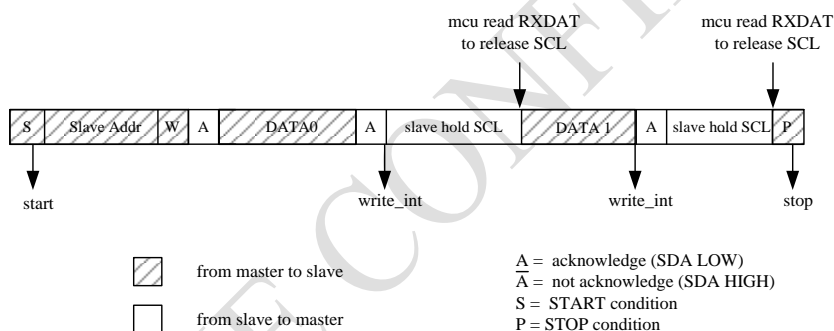 mcu read RXDAT
to release SCL
mcu read RXDAT
to release SCL
S Slave Addr W A DATA0 A slave hold SCL DATA 1 A slave hold SCL P
start write_int write_int stop
from master to slave
from slave to master
A = acknowledge (SDA LOW)
A̅ = not acknowledge (SDA HIGH)
S = START condition
P = STOP condition